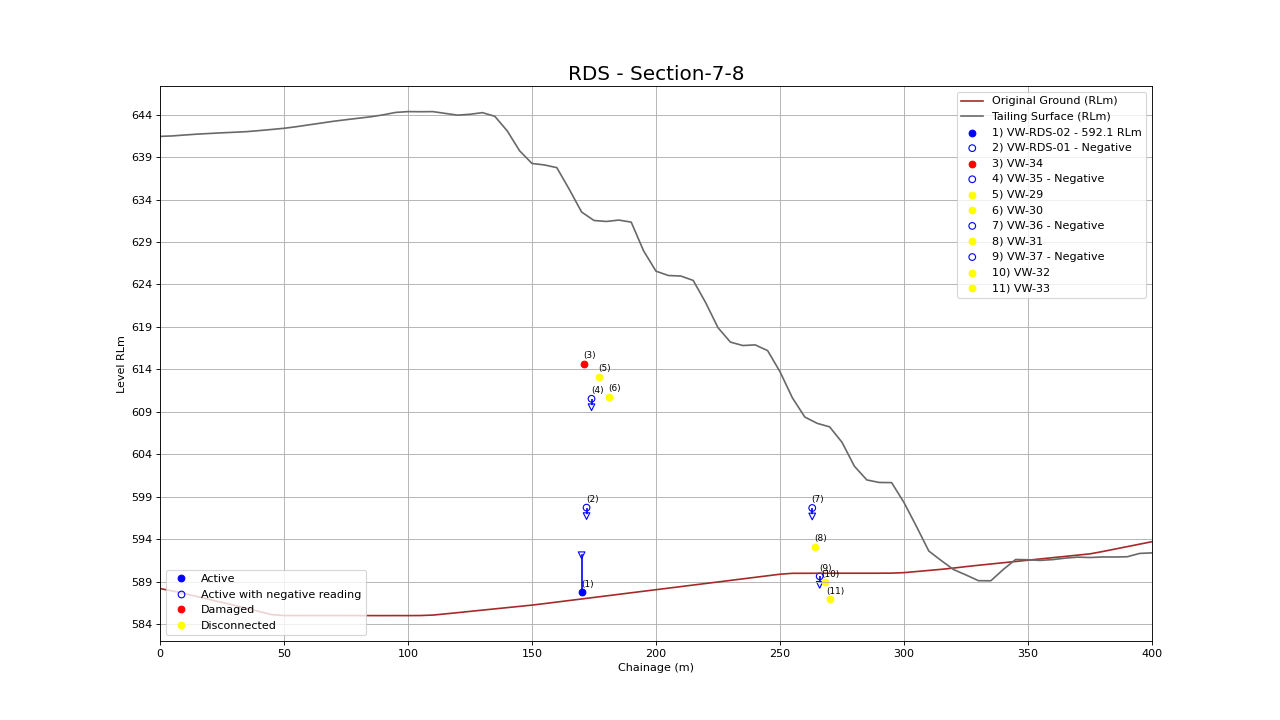 RDS - Section-7-8
Level RLm
644
639
634
629
624
619
614
609
604
599
594
589
584
Original Ground (RLm)
Tailing Surface (RLm)
1) VW-RDS-02 - 592.1 RLm
2) VW-RDS-01 - Negative
3) VW-34
4) VW-35 - Negative
5) VW-29
6) VW-30
7) VW-36 - Negative
8) VW-31
9) VW-37 - Negative
10) VW-32
11) VW-33
(3)
(5)
(4)
(6)
(2)
(7)
(8)
(9)
(10)
(1)
(11)
Active
Active with negative reading
Damaged
Disconnected
0 50 100 150 200 250 300 350 400
Chainage (m)